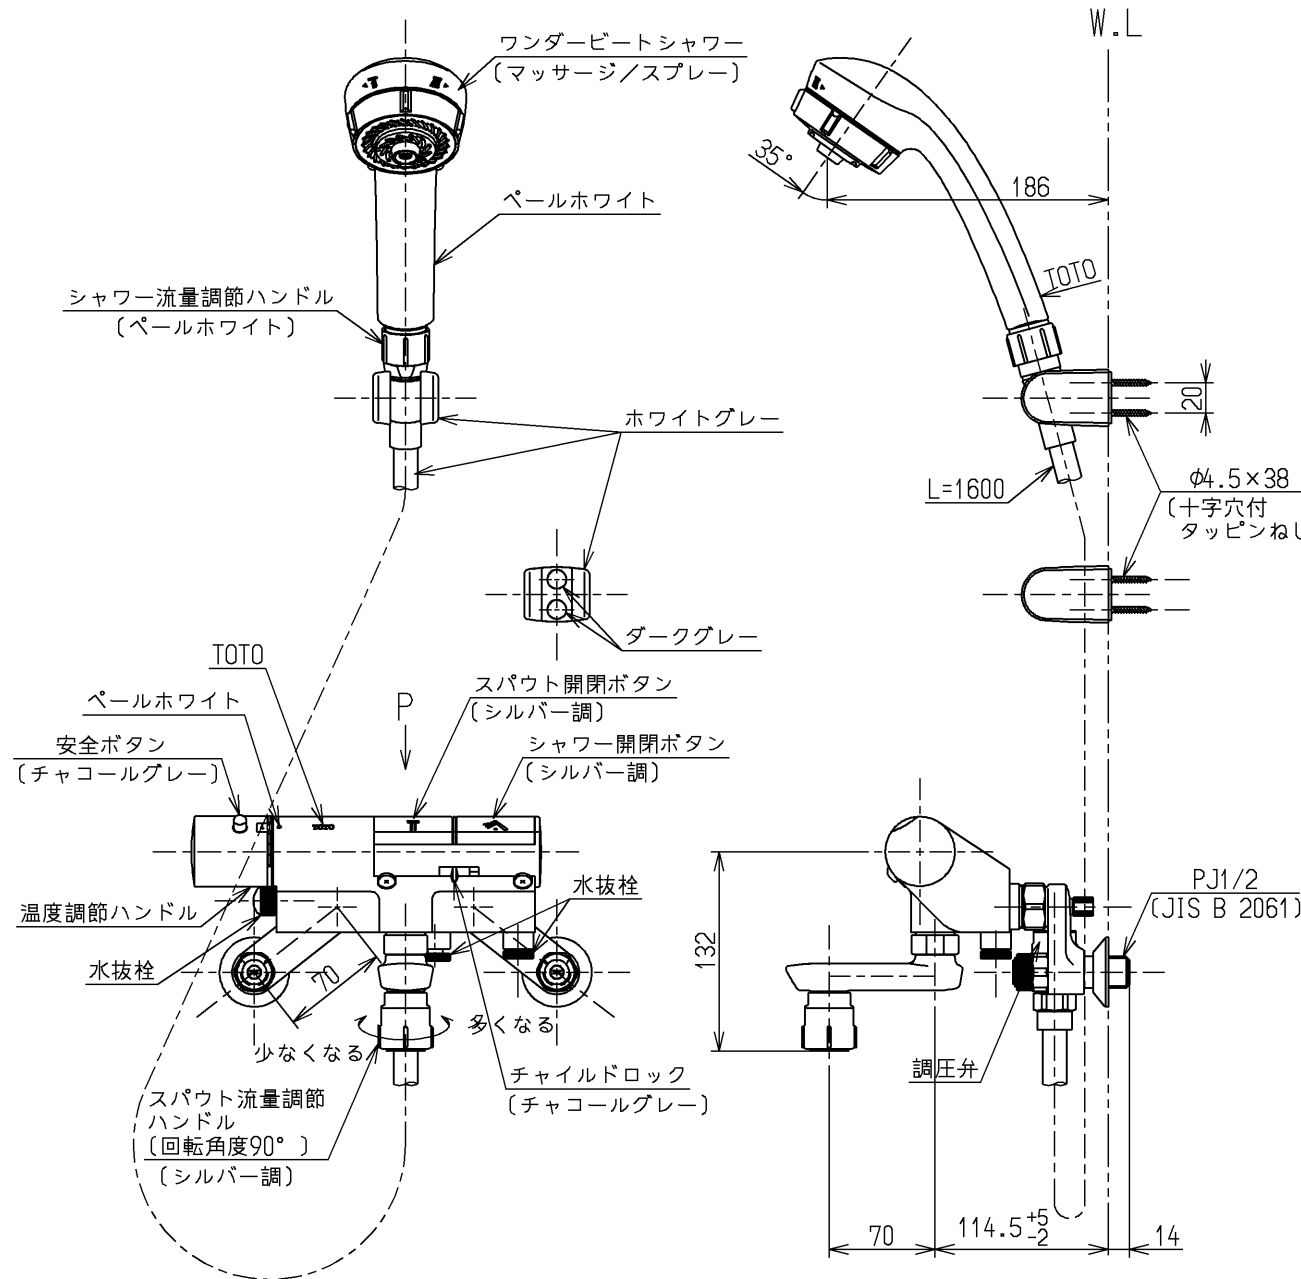 W.L
ワンダービートシャワー
(マッサージ／スプレー)
35°
186
ペールホワイト
TOTO
シャワー流量調節ハンドル
(ペールホワイト)
20
ホワイトグレー
L=1600
φ4.5×38
(十字穴付
タッピンねじ
ダークグレー
TOTO
スパウト開閉ボタン
(シルバー調)
ペールホワイト
P
安全ボタン
(チャコールグレー)
シャワー開閉ボタン
(シルバー調)
TOTO
水抜栓
PJ1/2
(JIS B 2061)
温度調節ハンドル
132
水抜栓
70
多くなる
少なくなる
調圧弁
チャイルドロック
(チャコールグレー)
スパウト流量調節
ハンドル
(回転角度90°)
(シルバー調)
70
114.5 +5 -2
14